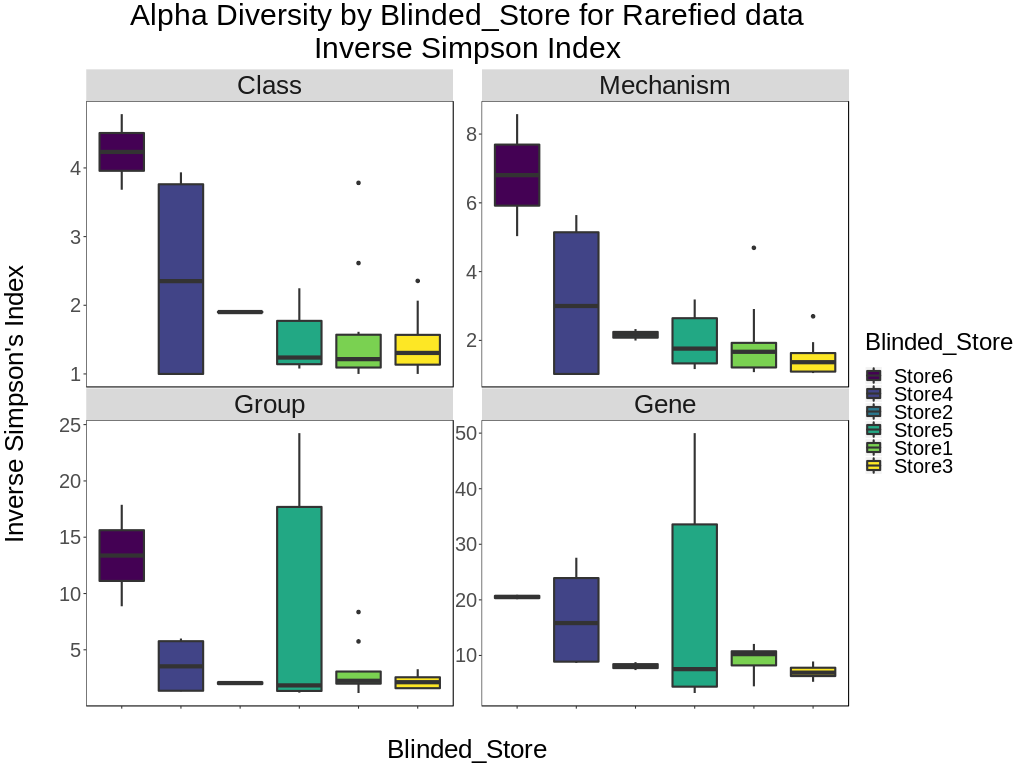 Alpha Diversity by Blinded_Store for Rarefied data
Inverse Simpson Index
Class
Mechanism
4
3
2
1
8
6
4
2
Group
Gene
25
20
15
10
5
50
40
30
20
10
Inverse Simpson's Index
Blinded_Store
Blinded_Store
Store6
Store4
Store2
Store5
Store1
Store3